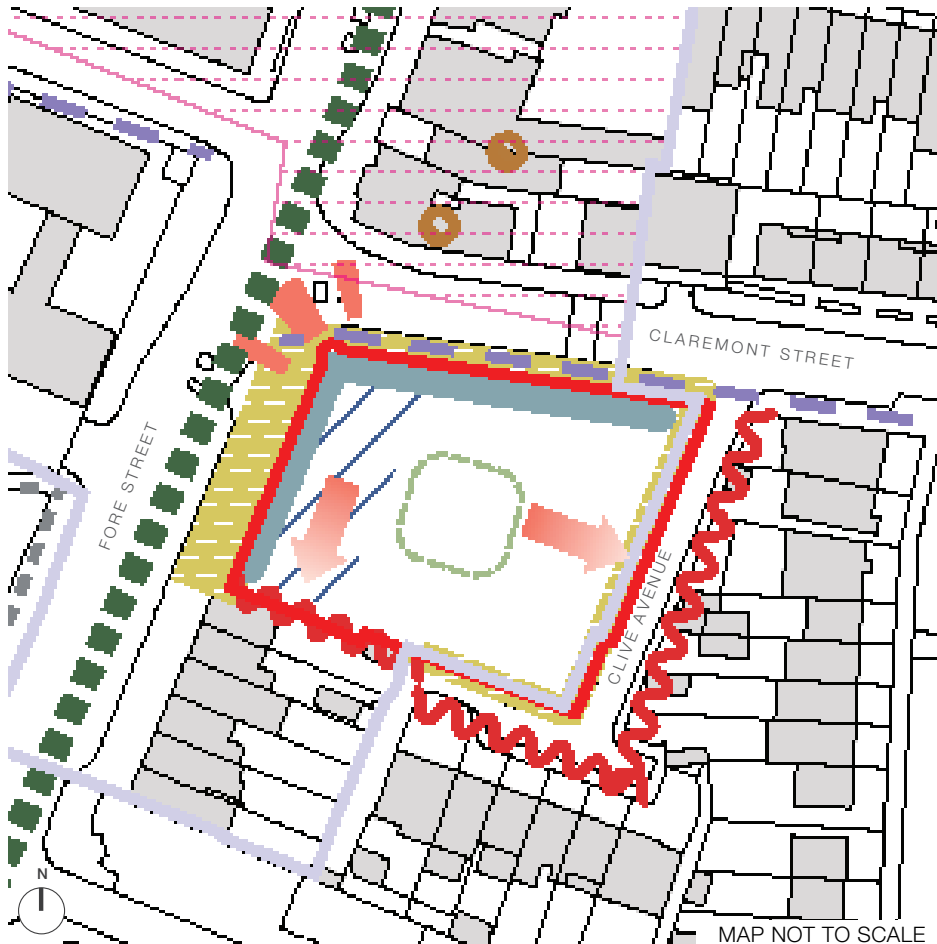 CLAREMONT STREET
FORE STREET
CLIVE AVENUE
N
MAP NOT TO SCALE